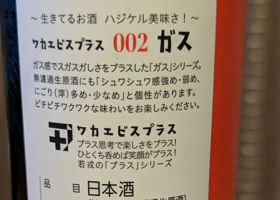 ～生きてるお酒 ハジケル美味さ!～
ワカエビスプラス 002 ガス
ガス感でスガスガしさをプラスした「ガス」シリーズ。
無濾過生原酒にも「シュワシュワ感強め・弱め、
にごり(滓)多め・少なめ」と個性があります。
ピチピチワクワクな味わいをお楽しみください。
ワカエビスプラス
プラス思考で楽しさをプラス!
ひとくち呑めば笑顔がプラス!
若戎の「プラス」シリーズ
品目 日本酒